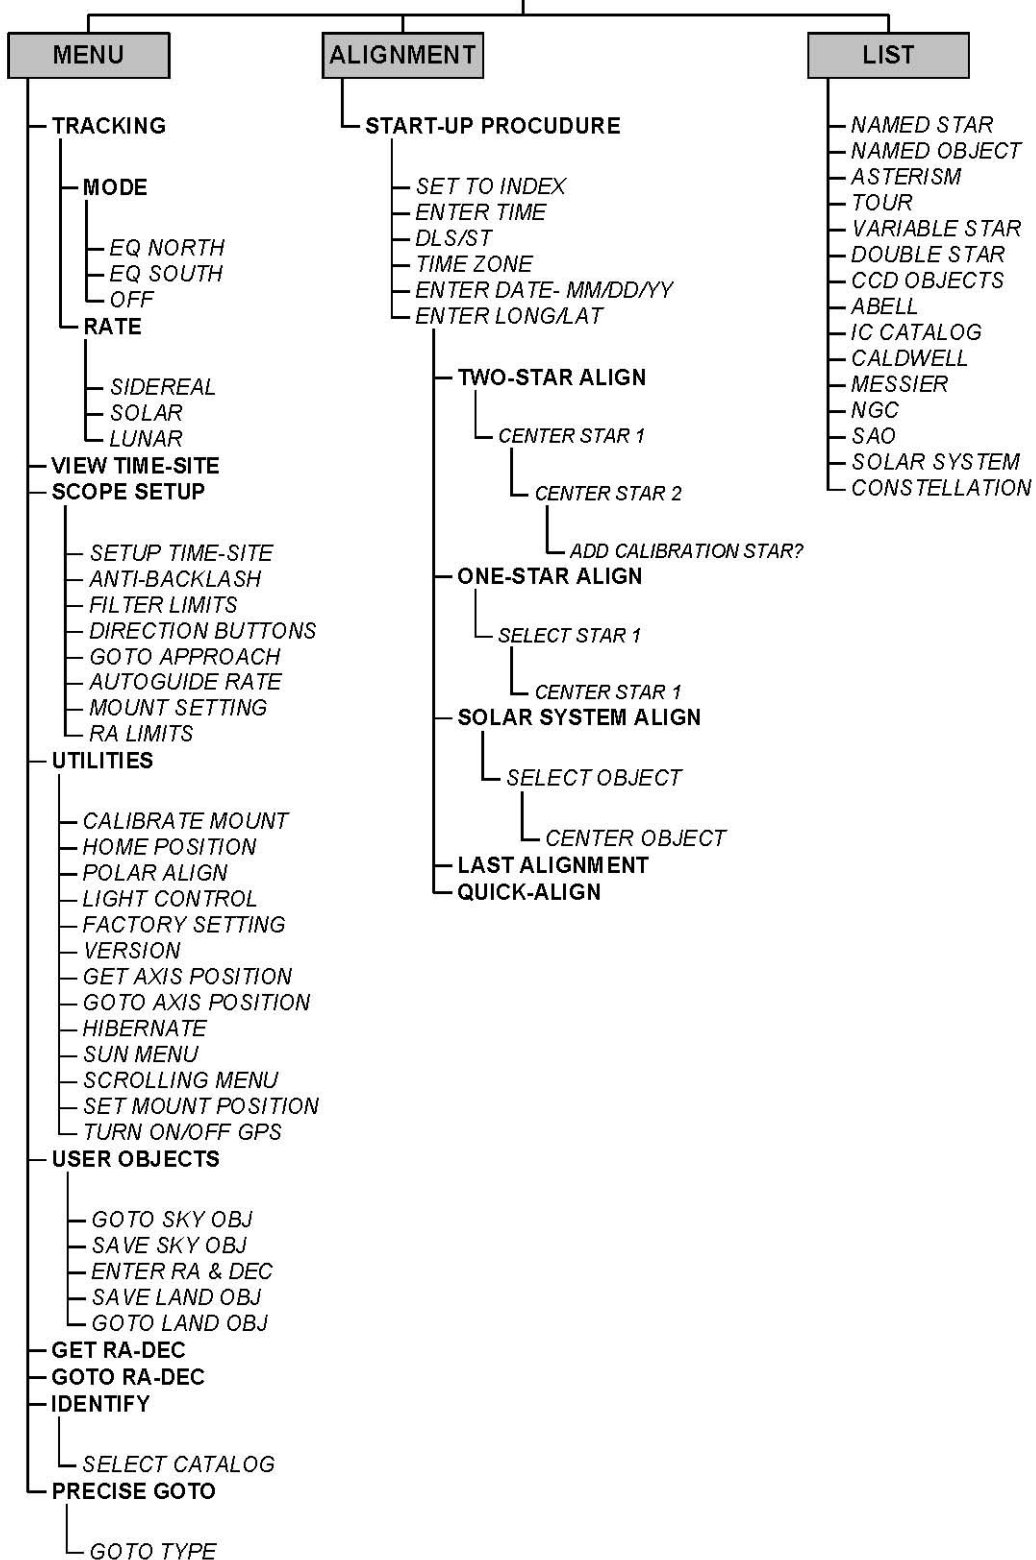 MENU
TRACKING
MODE
EQ NORTH
EQ SOUTH
OFF
RATE
SIDEREAL
SOLAR
LUNAR
VIEW TIME-SITE
SCOPE SETUP
SETUP TIME-SITE
ANTI-BACKLASH
FILTER LIMITS
DIRECTION BUTTONS
GOTO APPROACH
AUTOGUIDE RATE
MOUNT SETTING
RA LIMITS
UTILITIES
CALIBRATE MOUNT
HOME POSITION
POLAR ALIGN
LIGHT CONTROL
FACTORY SETTING
VERSION
GET AXIS POSITION
GOTO AXIS POSITION
HIBERNATE
SUN MENU
SCROLLING MENU
SET MOUNT POSITION
TURN ON/OFF GPS
USER OBJECTS
GOTO SKY OBJ
SAVE SKY OBJ
ENTER RA & DEC
SAVE LAND OBJ
GOTO LAND OBJ
GET RA-DEC
GOTO RA-DEC
IDENTIFY
SELECT CATALOG
PRECISE GOTO
GOTO TYPE
ALIGNMENT
START-UP PROCUDURE
SET TO INDEX
ENTER TIME
DLS/ST
TIME ZONE
ENTER DATE- MM/DD/YY
ENTER LONG/LAT
TWO-STAR ALIGN
CENTER STAR 1
CENTER STAR 2
ADD CALIBRATION STAR?
ONE-STAR ALIGN
SELECT STAR 1
CENTER STAR 1
SOLAR SYSTEM ALIGN
SELECT OBJECT
CENTER OBJECT
LAST ALIGNMENT
QUICK-ALIGN
LIST
NAMED STAR
NAMED OBJECT
ASTERISM
TOUR
VARIABLE STAR
DOUBLE STAR
CCD OBJECTS
ABELL
IC CATALOG
CALDWELL
MESSIER
NGC
SAO
SOLAR SYSTEM
CONSTELLATION